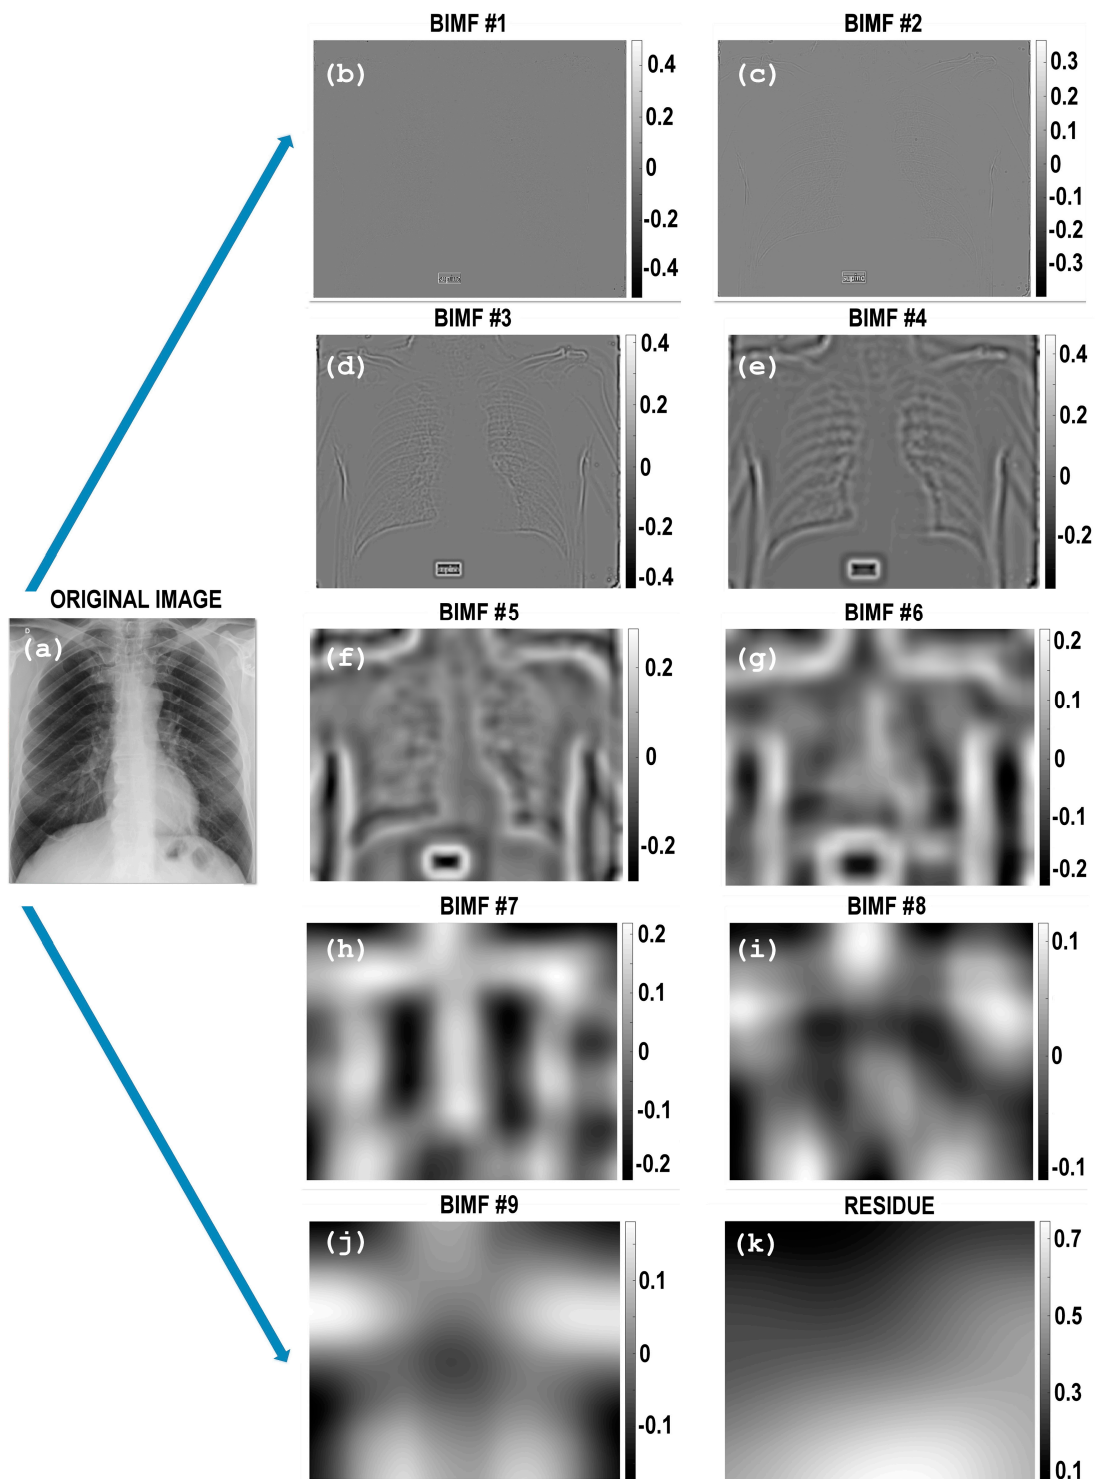 BIMF #1
(b)
0.4
0.2
0
-0.2
-0.4
supino
BIMF #2
(c)
0.3
0.2
0.1
0
-0.1
-0.2
-0.3
supino
BIMF #3
(d)
0.4
0.2
0
-0.2
-0.4
supino
BIMF #4
(e)
0.4
0.2
0
-0.2
ORIGINAL IMAGE
D
(a)
BIMF #5
(f)
0.2
0
-0.2
BIMF #6
(g)
0.2
0.1
0
-0.1
-0.2
BIMF #7
(h)
0.2
0.1
0
-0.1
-0.2
BIMF #8
(i)
0.1
0
-0.1
BIMF #9
(j)
0.1
0
-0.1
RESIDUE
(k)
0.7
0.5
0.3
0.1